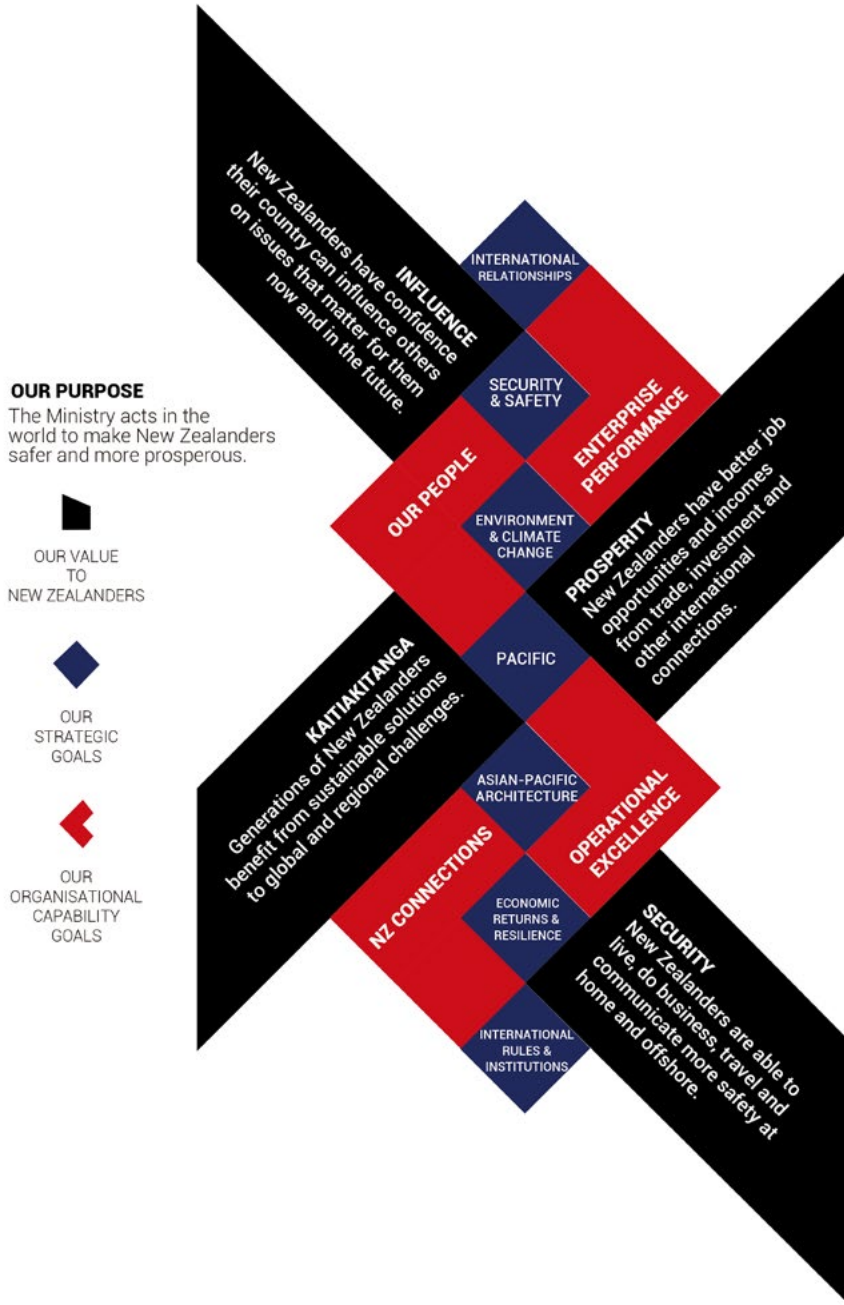 OUR PURPOSE
The Ministry acts in the
world to make New Zealanders
safer and more prosperous.
OUR VALUE
TO
NEW ZEALANDERS
OUR
STRATEGIC
GOALS
OUR
ORGANISATIONAL
CAPABILITY
GOALS
INFLUENCE
New Zealanders have confidence
their country can influence others
on issues that matter for them
now and in the future.
INTERNATIONAL
RELATIONSHIPS
SECURITY
& SAFETY
ENTERPRISE
PERFORMANCE
OUR PEOPLE
ENVIRONMENT
& CLIMATE
CHANGE
PROSPERITY
New Zealanders have better job
opportunities and incomes
from trade, investment and
other international
connections.
PACIFIC
KAITIAKITANGA
Generations of New Zealanders
benefit from sustainable solutions
to global and regional challenges.
ASIAN-PACIFIC
ARCHITECTURE
OPERATIONAL
EXCELLENCE
NZ CONNECTIONS
ECONOMIC
RETURNS &
RESILIENCE
SECURITY
New Zealanders are able to
live, do business, travel and
communicate more safety at
home and offshore.
INTERNATIONAL
RULES &
INSTITUTIONS